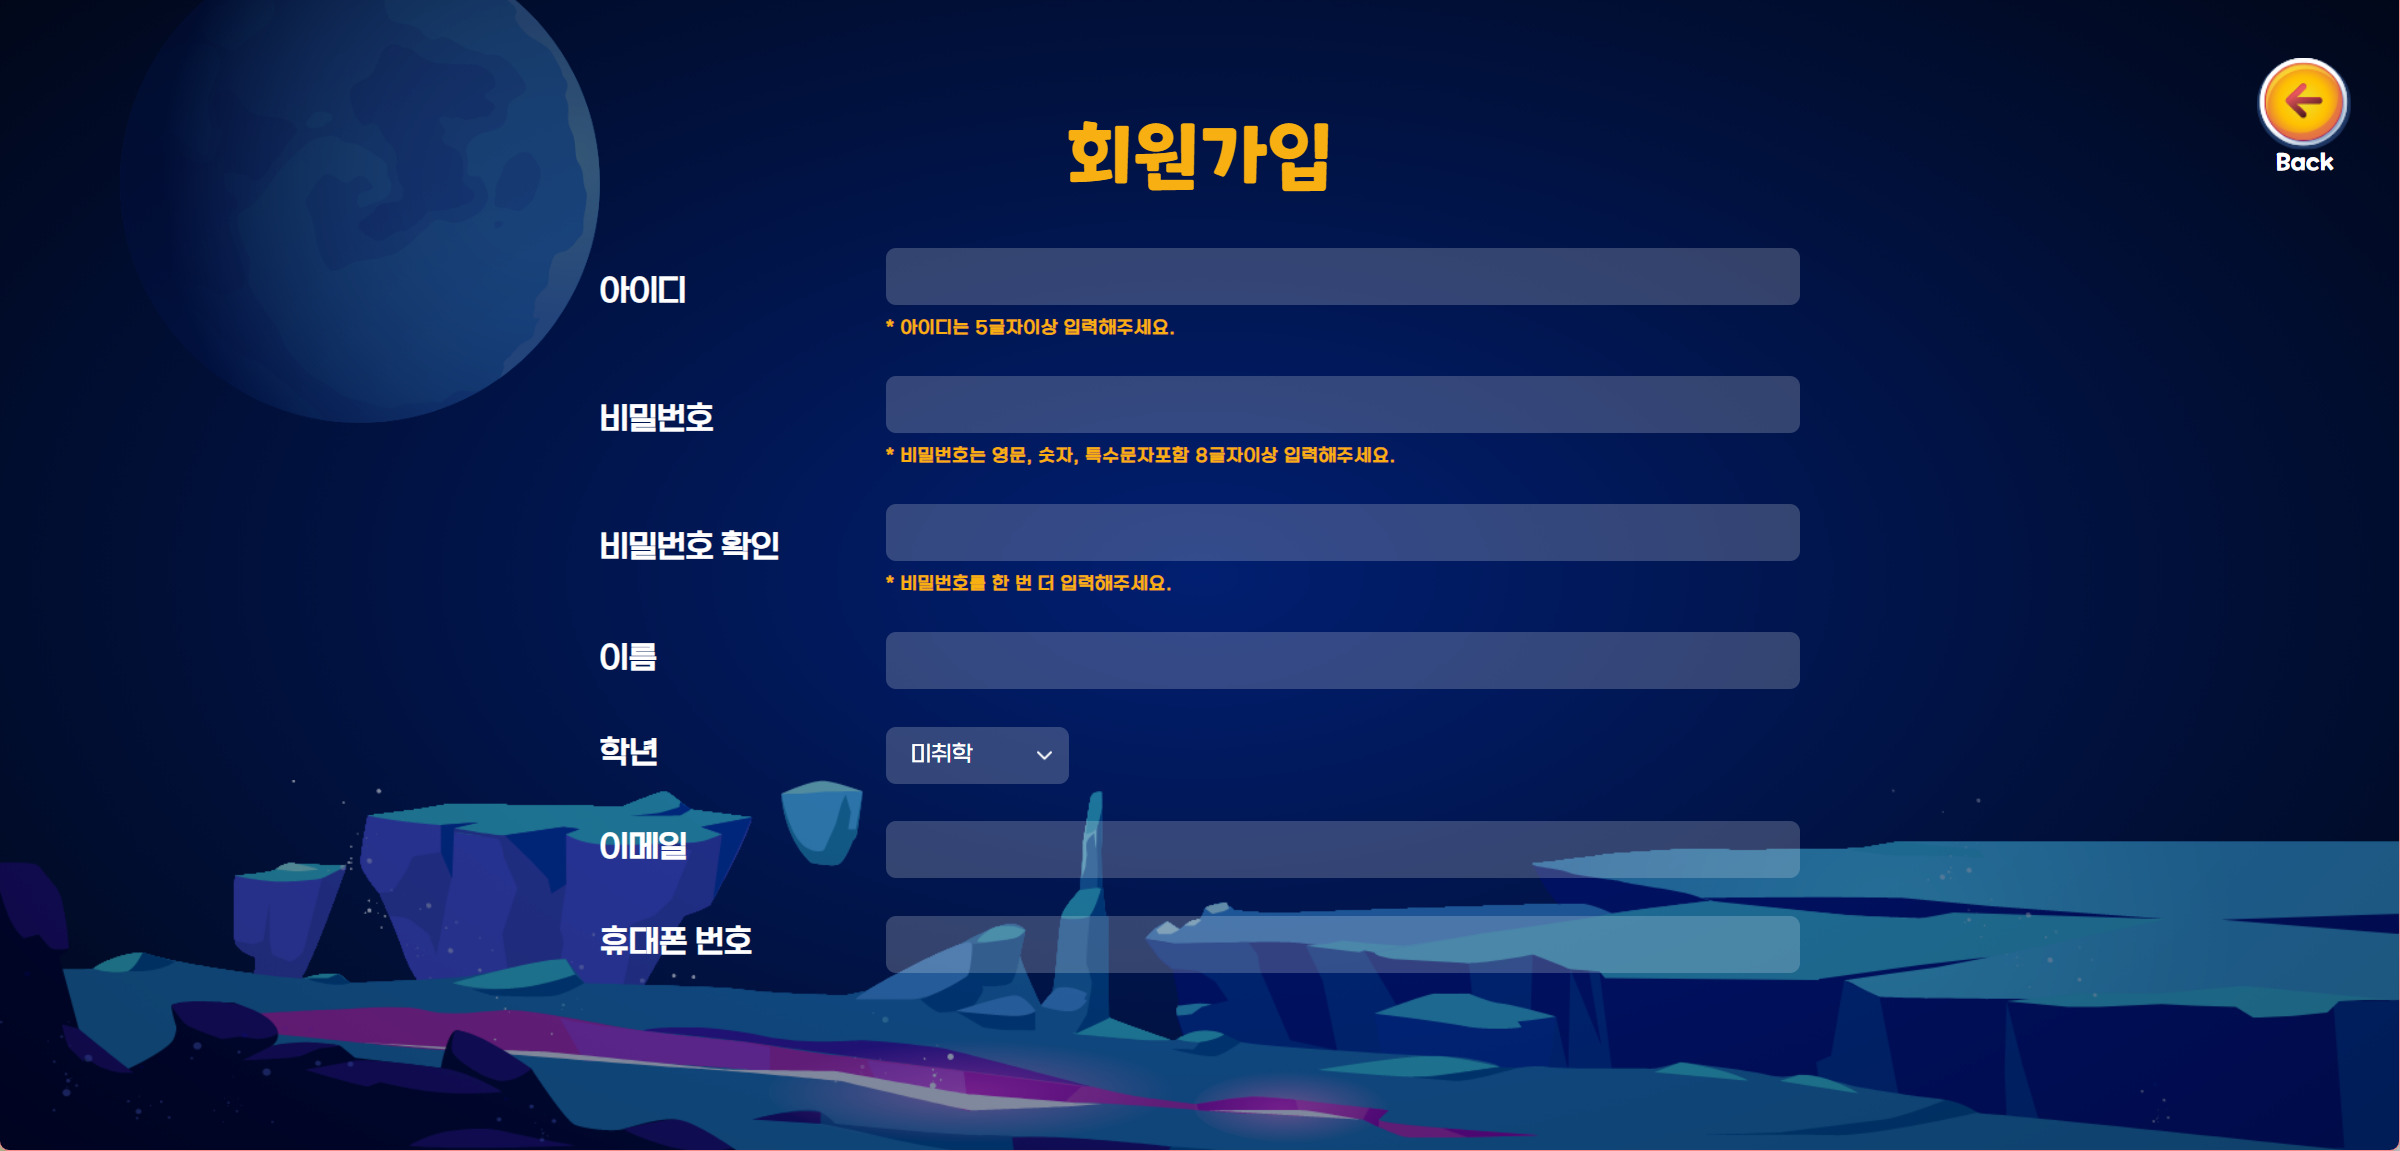 Back
회원가입
아이디
* 아이디는 5글자이상 입력해주세요.
비밀번호
* 비밀번호는 영문, 숫자, 특수문자포함 8글자이상 입력해주세요.
비밀번호 확인
* 비밀번호를 한 번 더 입력해주세요.
이름
학년
미취학
이메일
휴대폰 번호